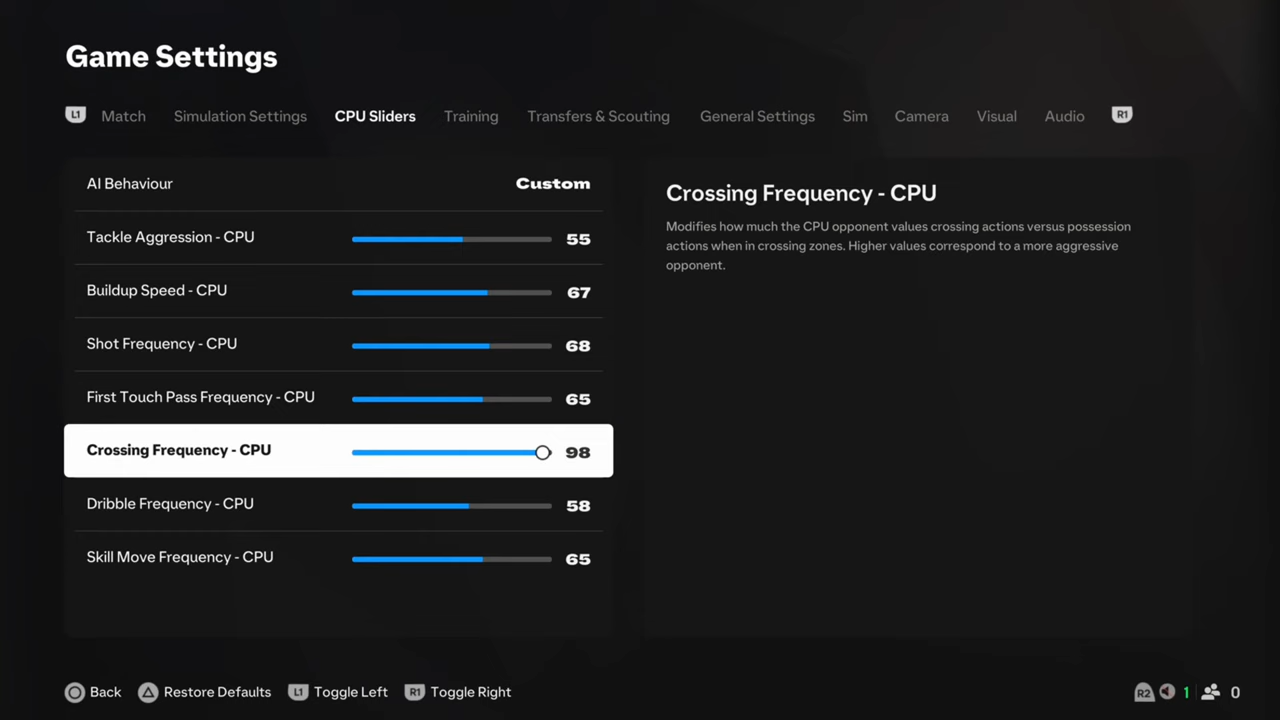 Game Settings
L1 Match Simulation Settings CPU Sliders Training Transfers & Scouting General Settings Sim Camera Visual Audio R1
AI Behaviour Custom
Tackle Aggression - CPU 55
Buildup Speed - CPU 67
Shot Frequency - CPU 68
First Touch Pass Frequency - CPU 65
Crossing Frequency - CPU 98
Dribble Frequency - CPU 58
Skill Move Frequency - CPU 65
Crossing Frequency - CPU
Modifies how much the CPU opponent values crossing actions versus possession
actions when in crossing zones. Higher values correspond to a more aggressive
opponent.
Back Restore Defaults L1 Toggle Left R1 Toggle Right R2 1 0